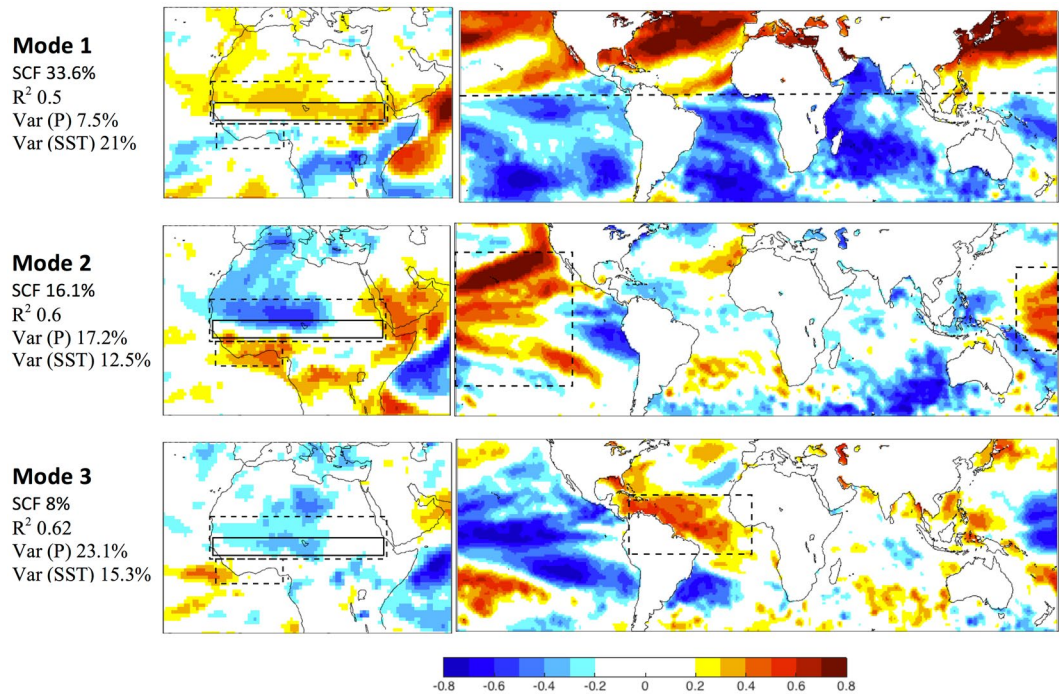 Mode 1
SCF 33.6%
R² 0.5
Var (P) 7.5%
Var (SST) 21%
Mode 2
SCF 16.1%
R² 0.6
Var (P) 17.2%
Var (SST) 12.5%
Mode 3
SCF 8%
R² 0.62
Var (P) 23.1%
Var (SST) 15.3%
-0.8 -0.6 -0.4 -0.2 0 0.2 0.4 0.6 0.8